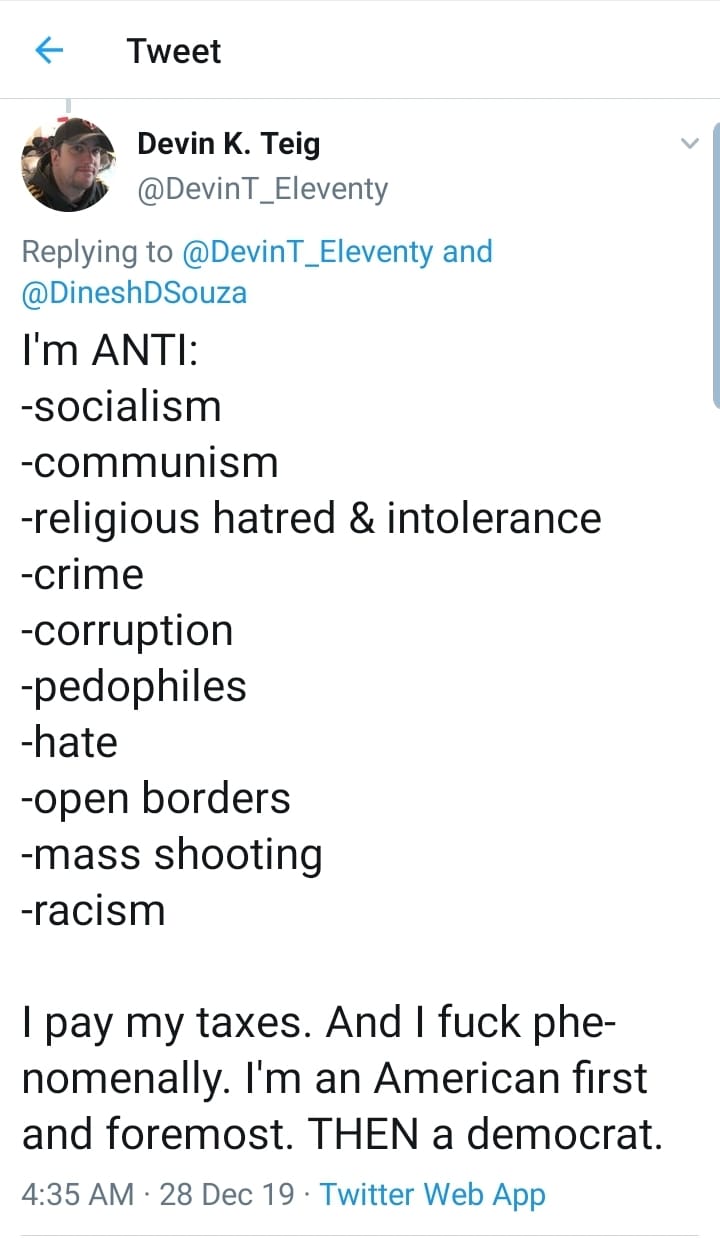 Tweet
Devin K. Teig
@DevinT_Eleventy
Replying to @DevinT_Eleventy and
@DineshDSouza
I'm ANTI:
-socialism
-communism
-religious hatred & intolerance
-crime
-corruption
-pedophiles
-hate
-open borders
-mass shooting
-racism
I pay my taxes. And I fuck phe-
nomenally. I'm an American first
and foremost. THEN a democrat.
4:35 AM · 28 Dec 19 · Twitter Web App